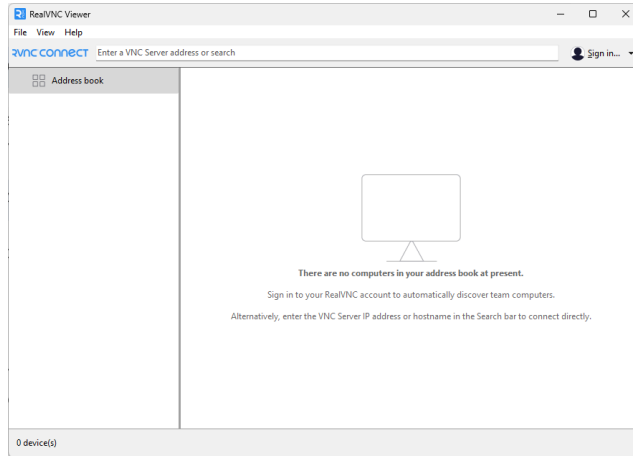 RealVNC Viewer
File View Help
RVNC CONNECT Enter a VNC Server address or search Sign in...
Address book
There are no computers in your address book at present.
Sign in to your RealVNC account to automatically discover team computers.
Alternatively, enter the VNC Server IP address or hostname in the Search bar to connect directly.
0 device(s)